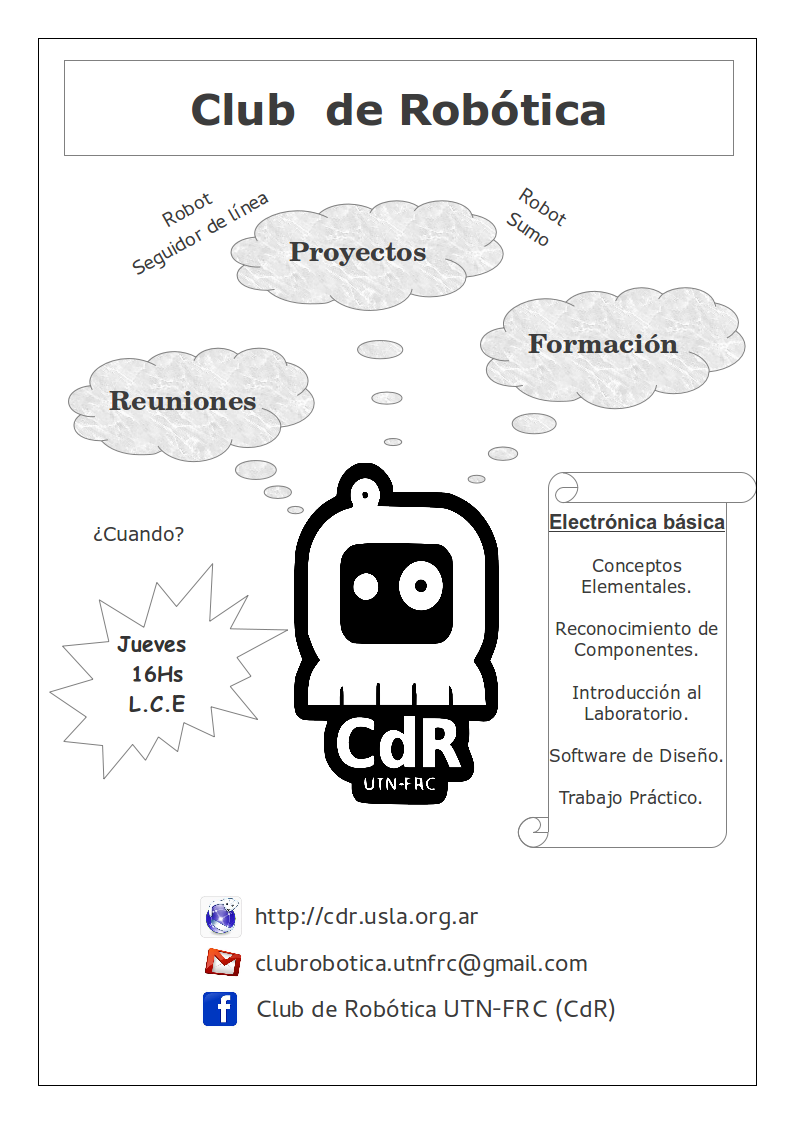 Club de Robótica
Robot
Seguidor de línea
Robot
Sumo
Proyectos
Formación
Reuniones
¿Cuando?
Jueves
16Hs
L.C.E
CdR
UTN-FRC
Electrónica básica
Conceptos
Elementales.
Reconocimiento de
Componentes.
Introducción al
Laboratorio.
Software de Diseño.
Trabajo Práctico.
http://cdr.usla.org.ar
clubrobotica.utnfrc@gmail.com
Club de Robótica UTN-FRC (CdR)